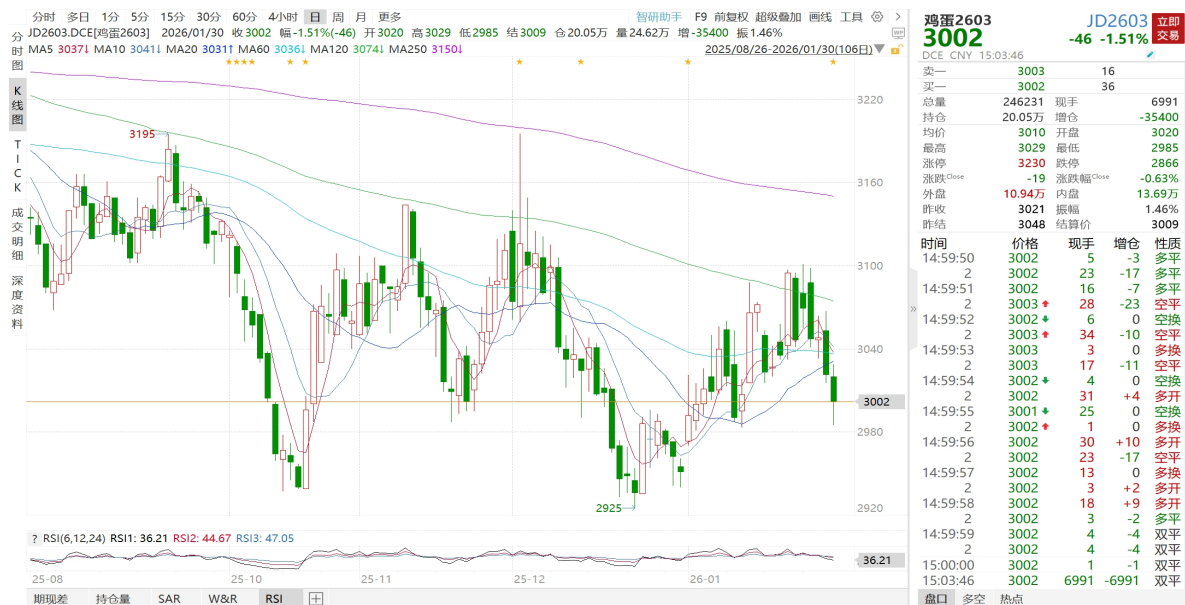 分时 多日 1分 5分 15分 30分 60分 4小时 日 周 月 更多 智研助手 F9 前复权 超级叠加 画线 工具
JD2603.DCE[鸡蛋2603] 2026/01/30 收3002 幅-1.51%(-46) 开3020 高3029 低2985 结3009 仓20.05万 量24.62万 增-35400 振1.46%
MA5 3037↓ MA10 3041↓ MA20 3031↑ MA60 3036↓ MA120 3074↓ MA250 3150↓ 2025/08/26-2026/01/30(106日)
分时图
K线图
TICK
成交明细
深度资料
3220
3195
3160
3100
3040
3002
2980
2925
2920
? RSI(6,12,24) RSI1: 36.21 RSI2: 44.67 RSI3: 47.05
36.21
25-08 25-10 25-11 25-12 26-01
期现差 持仓量 SAR W&R RSI
鸡蛋2603 JD2603 立即交易
3002 -46 -1.51%
DCE CNY 15:03:46
卖一 3003 16
买一 3002 36
总量 246231 现手 6991
持仓 20.05万 增仓 -35400
均价 3010 开盘 3020
最高 3029 最低 2985
涨停 3230 跌停 2866
涨跌Close -19 涨跌幅Close -0.63%
外盘 10.94万 内盘 13.69万
昨收 3021 振幅 1.46%
昨结 3048 结算价 3009
时间 价格 现手 增仓 性质
14:59:50 3002 5 -3 多平
2 3002 23 -17 多平
14:59:51 3002 16 -7 多平
2 3003 28 -23 空平
14:59:52 3002 6 0 空换
2 3003 34 -10 空平
14:59:53 3003 3 0 多换
2 3003 17 -11 空平
14:59:54 3002 4 0 空换
2 3002 31 +4 多开
14:59:55 3001 25 0 空换
2 3002 1 0 多换
14:59:56 3002 30 +10 多开
2 3002 23 -17 空平
14:59:57 3002 13 0 多换
2 3002 3 +2 多开
14:59:58 3002 18 +9 多开
2 3002 3 -2 多平
14:59:59 3002 4 -4 双平
2 3002 4 -4 双平
15:00:00 3002 1 -1 双平
15:03:46 3002 6991 -6991 双平
盘口 多空 热点